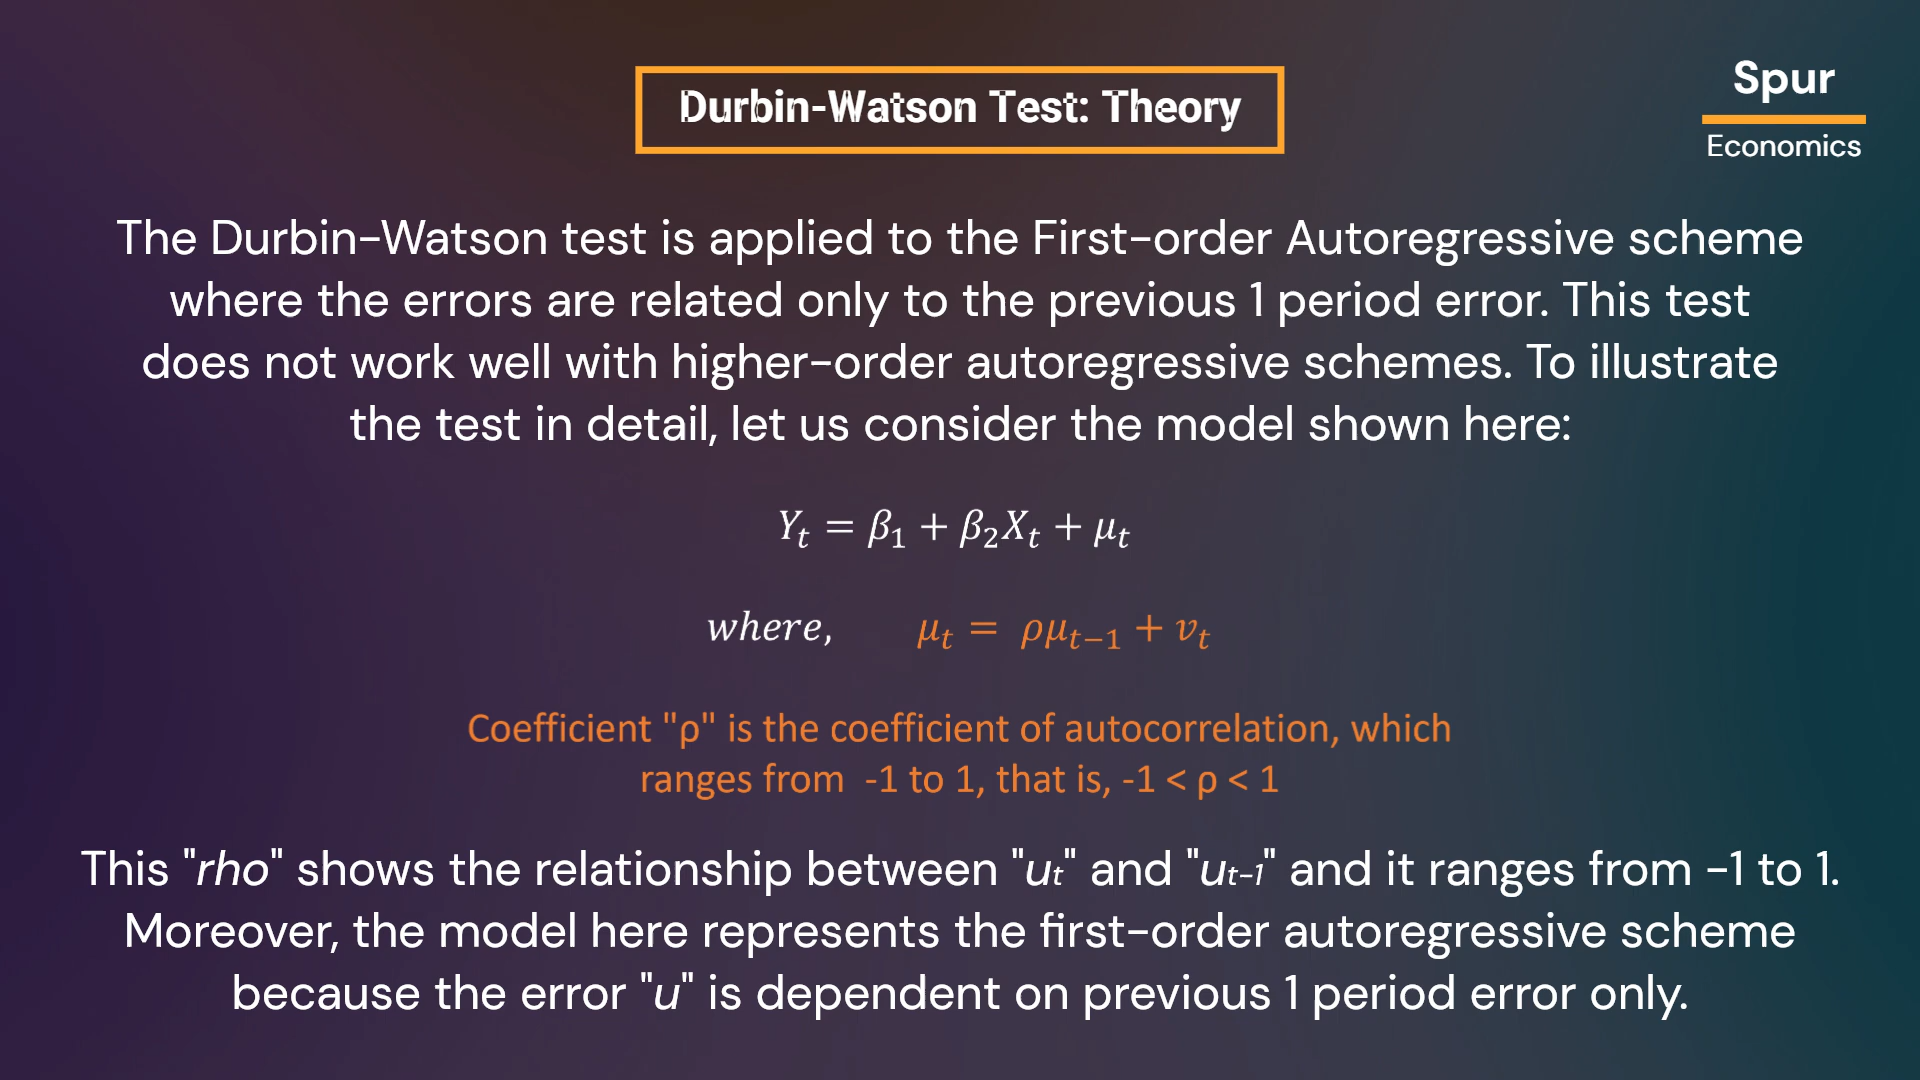 Durbin-Watson Test: Theory
Spur
Economics
The Durbin-Watson test is applied to the First-order Autoregressive scheme
where the errors are related only to the previous 1 period error. This test
does not work well with higher-order autoregressive schemes. To illustrate
the test in detail, let us consider the model shown here:
Yₜ = β₁ + β₂Xₜ + μₜ
where, μₜ = ρμₜ₋₁ + vₜ
Coefficient "ρ" is the coefficient of autocorrelation, which
ranges from -1 to 1, that is, -1 < ρ < 1
This "rho" shows the relationship between "uₜ" and "uₜ₋₁" and it ranges from -1 to 1.
Moreover, the model here represents the first-order autoregressive scheme
because the error "u" is dependent on previous 1 period error only.